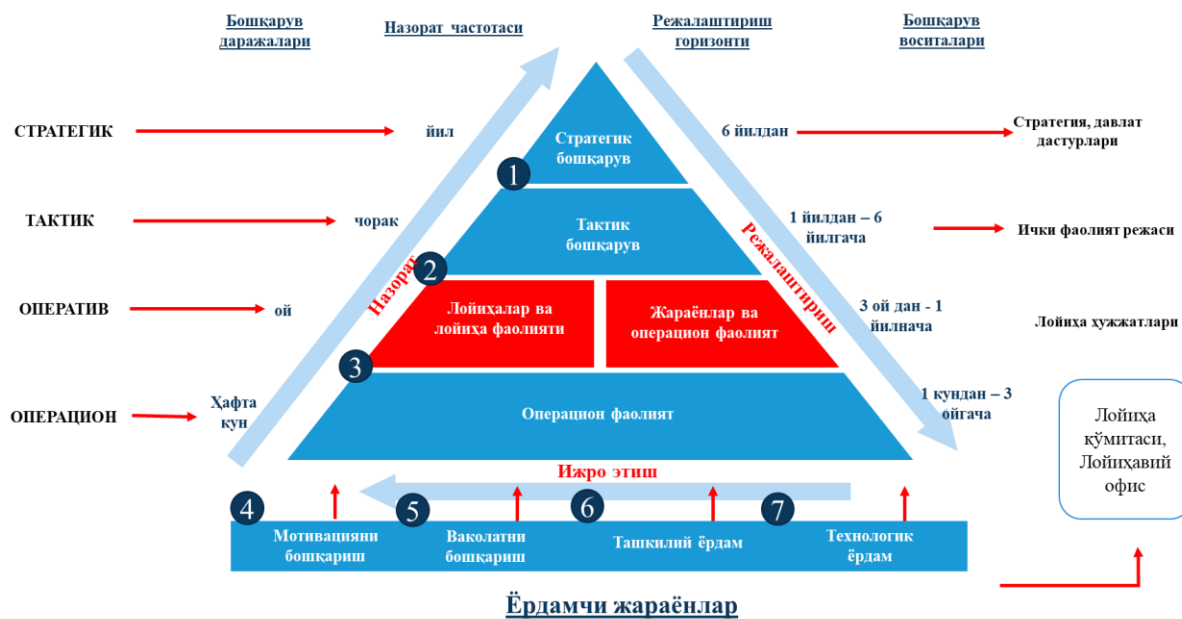 Бошқарув
даражалари
Назорат частотаси
Режалаштириш
горизонти
Бошқарув
воситалари
СТРАТЕГИК
йил
Стратегик
бошқарув
6 йилдан
Стратегия, давлат
дастурлари
1
ТАКТИК
чорак
Тактик
бошқарув
1 йилдан – 6
йилгача
Ички фаолият режаси
2
Назорат
Режалаштириш
ОПЕРАТИВ
ой
Лойиҳалар ва
лойиҳа фаолияти
Жараёнлар ва
операцион фаолият
3 ой дан - 1
йилнача
Лойиҳа ҳужжатлари
3
ОПЕРАЦИОН
Ҳафта
кун
Операцион фаолият
1 кундан – 3
ойгача
Лойиҳа
қўмитаси,
Лойиҳавий
офис
Ижро этиш
4
5
6
7
Мотивацияни
бошқариш
Ваколатни
бошқариш
Ташкилий ёрдам
Технологик
ёрдам
Ёрдамчи жараёнлар